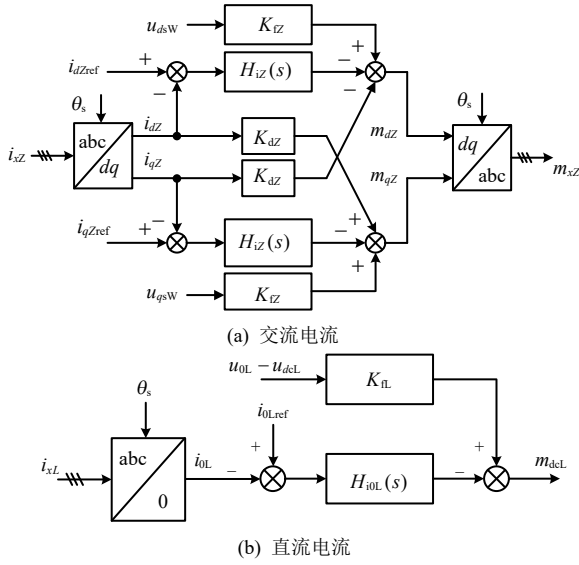 u_dsW
K_fZ
+
i_dZref
+
−
H_iZ(s)
−
−
θ_s
i_dZ
K_dZ
m_dZ
θ_s
i_xZ
abc
dq
i_qZ
K_dZ
m_qZ
dq
abc
m_xZ
−
+
i_qZref
+
H_iZ(s)
−
+
u_qsW
K_fZ
(a) 交流电流
u_0L − u_dcL
K_fL
θ_s
i_0Lref
i_xL
abc
0
i_0L
+
−
H_i0L(s)
+
−
m_dcL
(b) 直流电流